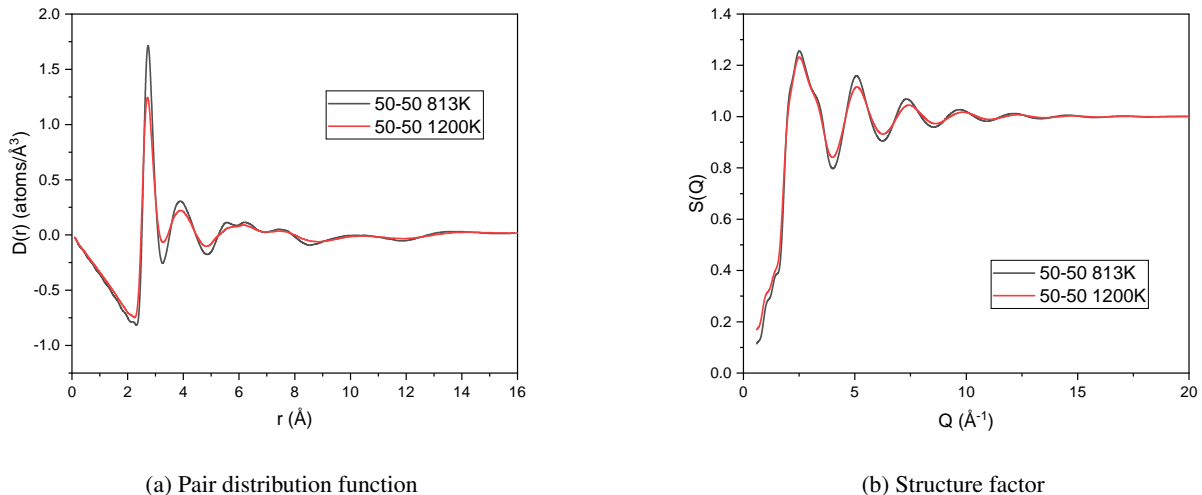 2.0
1.5
1.0
0.5
0.0
-0.5
-1.0
D(r) (atoms/Å³)
50-50 813K
50-50 1200K
0 2 4 6 8 10 12 14 16
r (Å)
(a) Pair distribution function
1.4
1.2
1.0
0.8
0.6
0.4
0.2
0.0
S(Q)
50-50 813K
50-50 1200K
0 5 10 15 20
Q (Å⁻¹)
(b) Structure factor